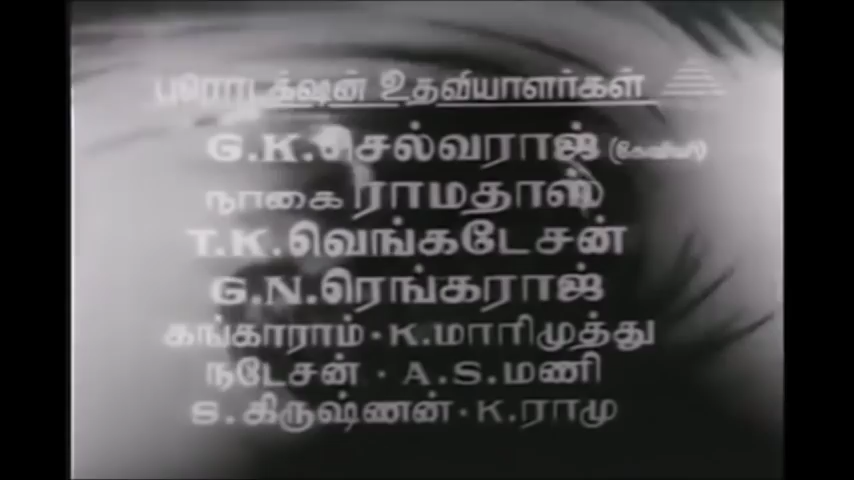 புரோடக்ஷன் உதவியாளர்கள்
G.K.செல்வராஜ்
நாகை ராமதாஸ்
T.K.வெங்கடேசன்
G.N.ரெங்கராஜ்
கங்காராம் · K.மாரிமுத்து
நடேசன் · A.S.மணி
S.கிருஷ்ணன் · K.ராமு